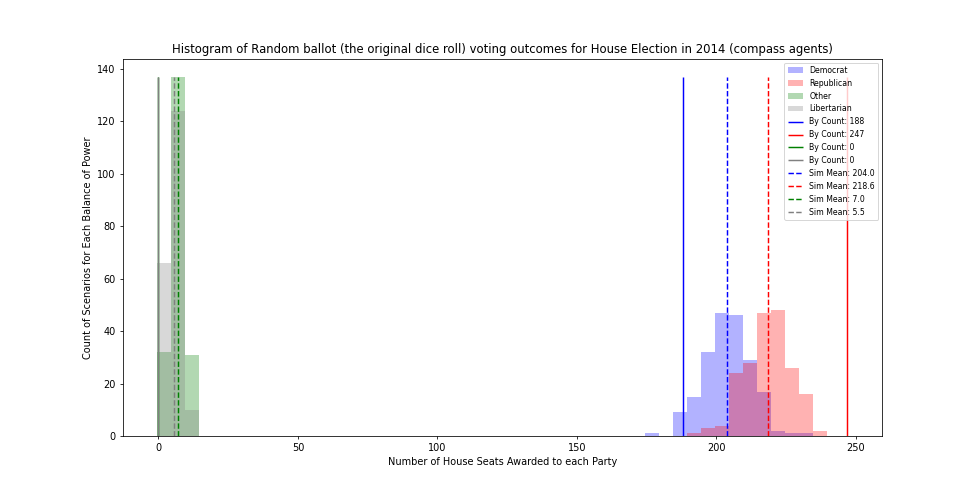 Histogram of Random ballot (the original dice roll) voting outcomes for House Election in 2014 (compass agents)
Count of Scenarios for Each Balance of Power
140
120
100
80
60
40
20
0
0
50
100
150
200
250
Number of House Seats Awarded to each Party
Democrat
Republican
Other
Libertarian
By Count: 188
By Count: 247
By Count: 0
By Count: 0
Sim Mean: 204.0
Sim Mean: 218.6
Sim Mean: 7.0
Sim Mean: 5.5